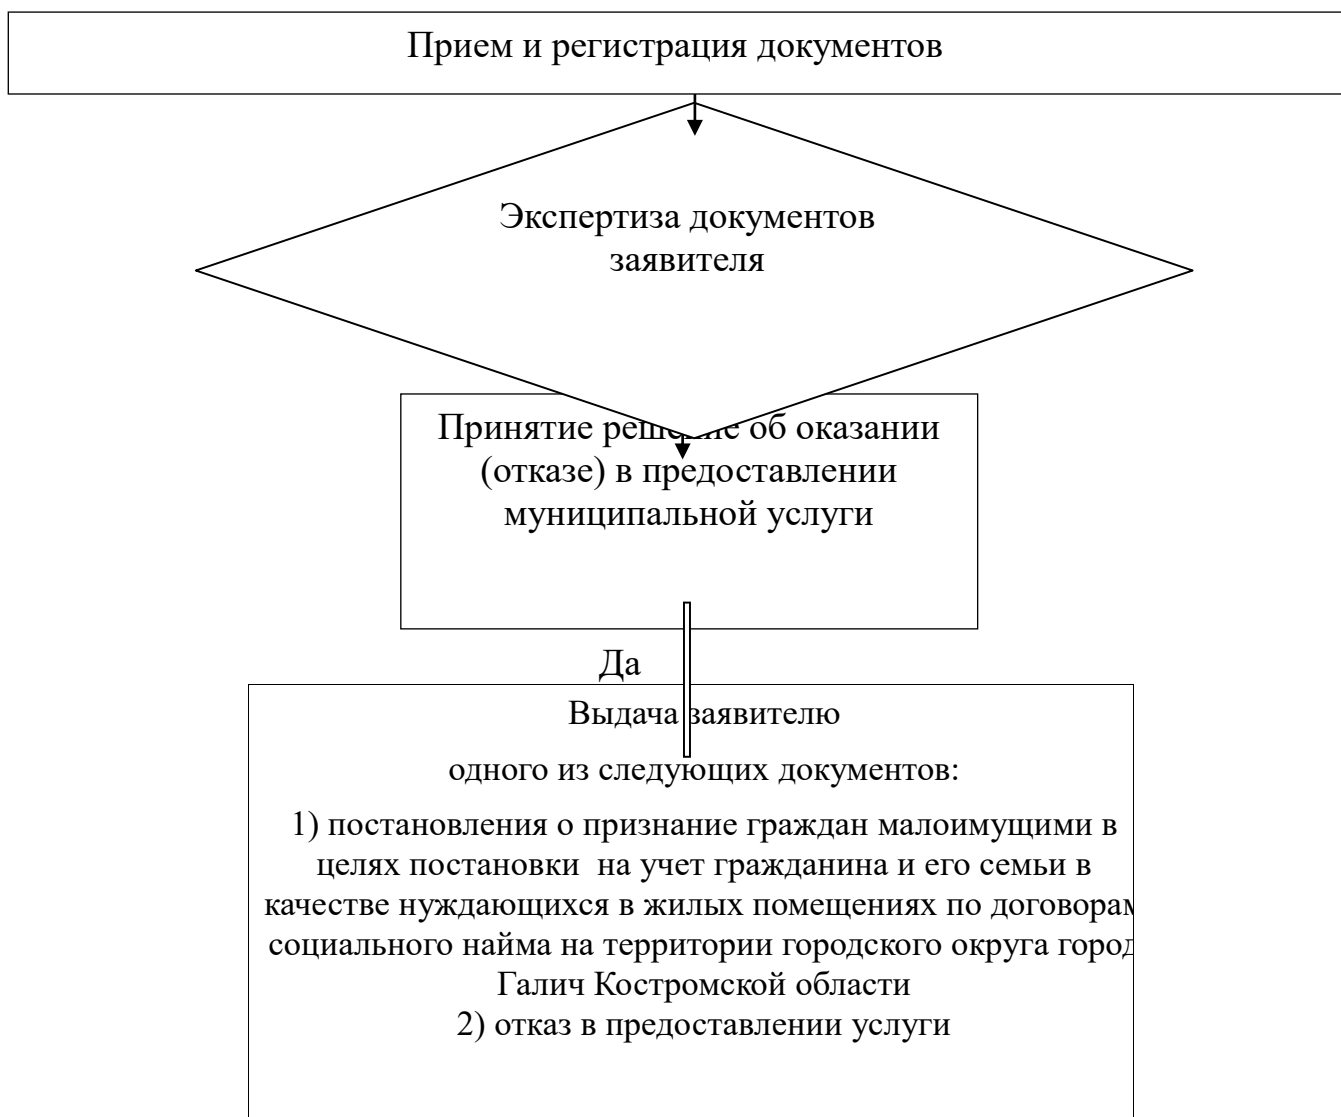 Прием и регистрация документов
Экспертиза документов
заявителя
Принятие решение об оказании
(отказе) в предоставлении
муниципальной услуги
Да
Выдача заявителю
одного из следующих документов:
1) постановления о признание граждан малоимущими в
целях постановки  на учет гражданина и его семьи в
качестве нуждающихся в жилых помещениях по договорам
социального найма на территории городского округа город
Галич Костромской области
2) отказ в предоставлении услуги